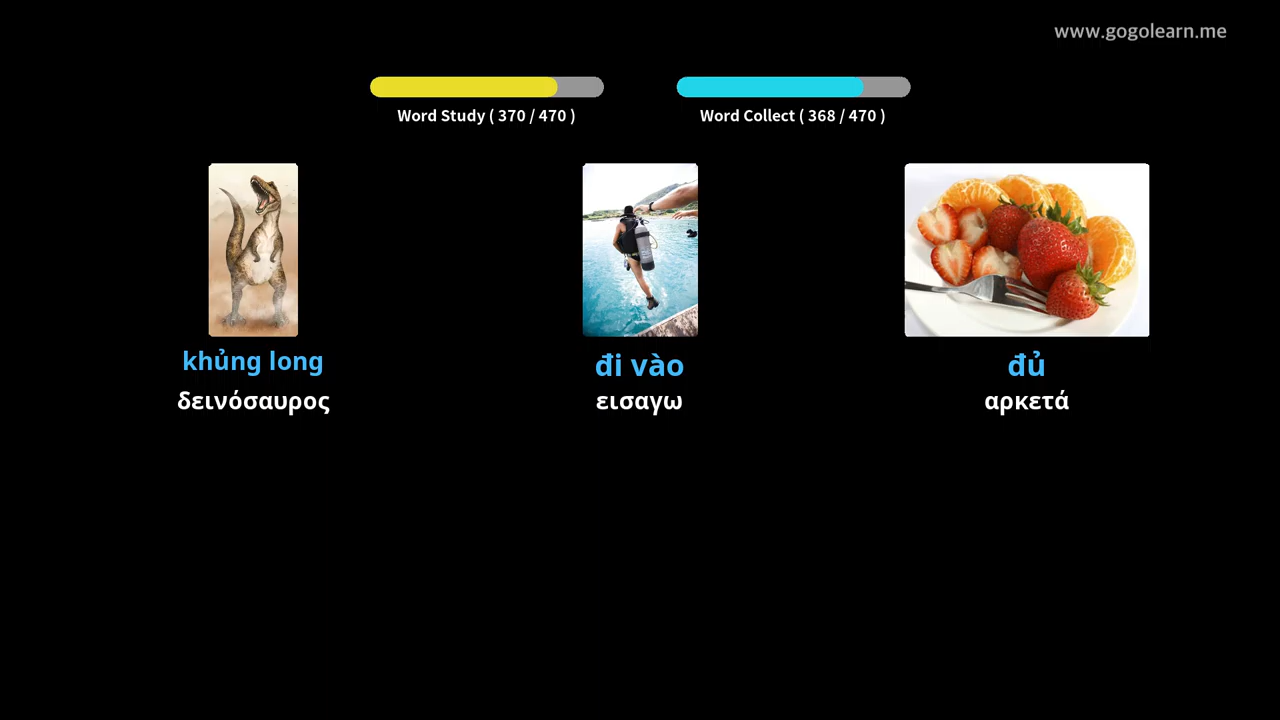 www.gogolearn.me
Word Study ( 370 / 470 )
Word Collect ( 368 / 470 )
khủng long
đi vào
đủ
δεινόσαυρος
εισαγω
αρκετά